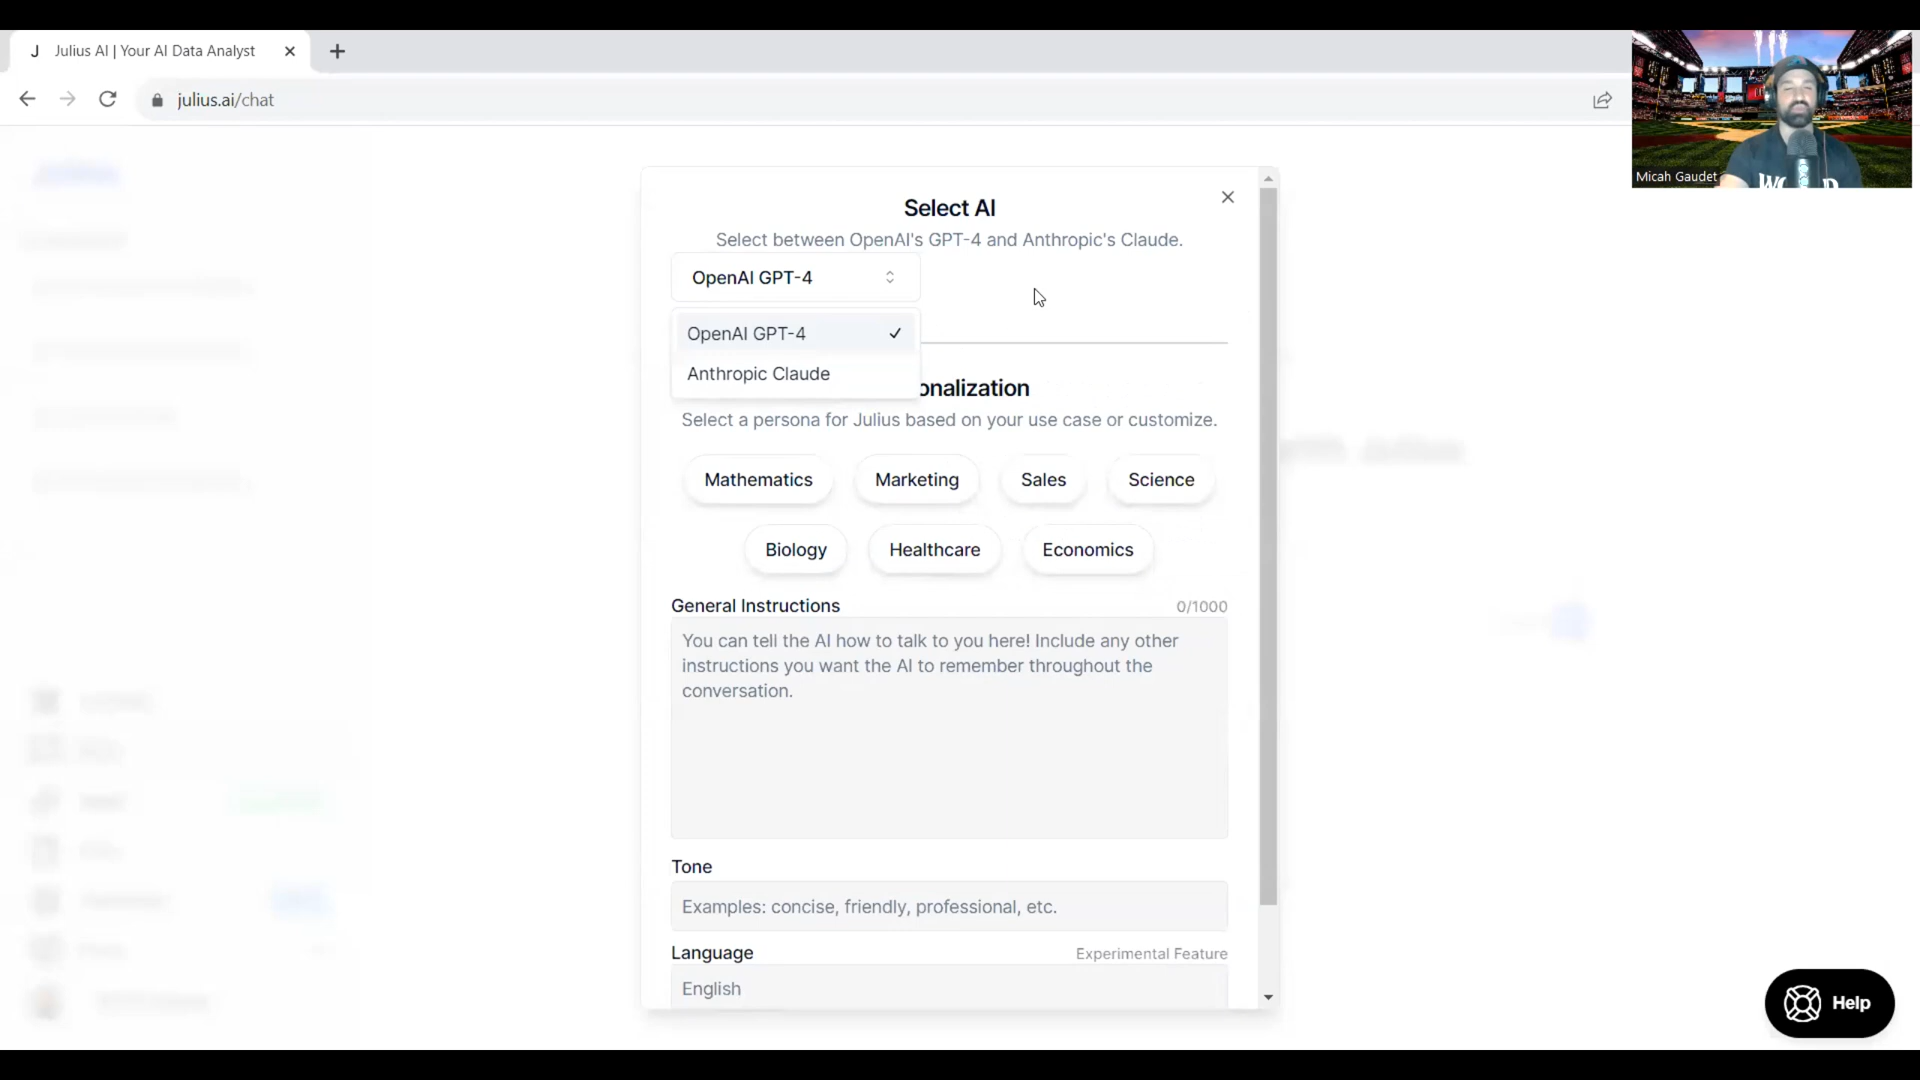 J Julius AI | Your AI Data Analyst
julius.ai/chat
Micah Gaudet
Select AI
Select between OpenAI's GPT-4 and Anthropic's Claude.
OpenAI GPT-4
OpenAI GPT-4
Anthropic Claude
onalization
Select a persona for Julius based on your use case or customize.
Mathematics Marketing Sales Science
Biology Healthcare Economics
General Instructions 0/1000
You can tell the AI how to talk to you here! Include any other
instructions you want the AI to remember throughout the
conversation.
Tone
Examples: concise, friendly, professional, etc.
Language Experimental Feature
English
Help